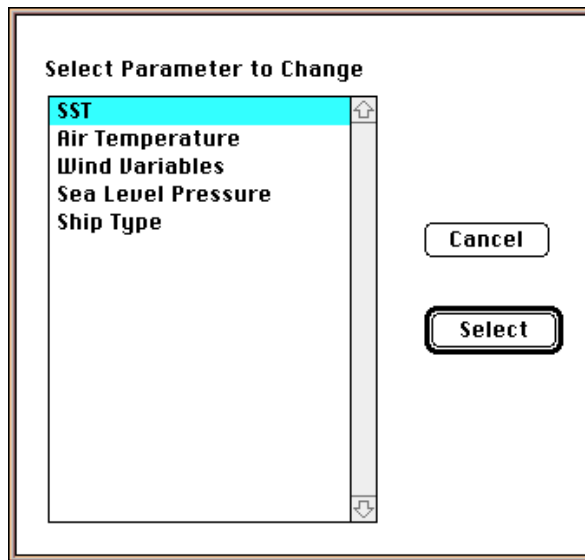 Select Parameter to Change
SST
Air Temperature
Wind Variables
Sea Level Pressure
Ship Type
Cancel
Select